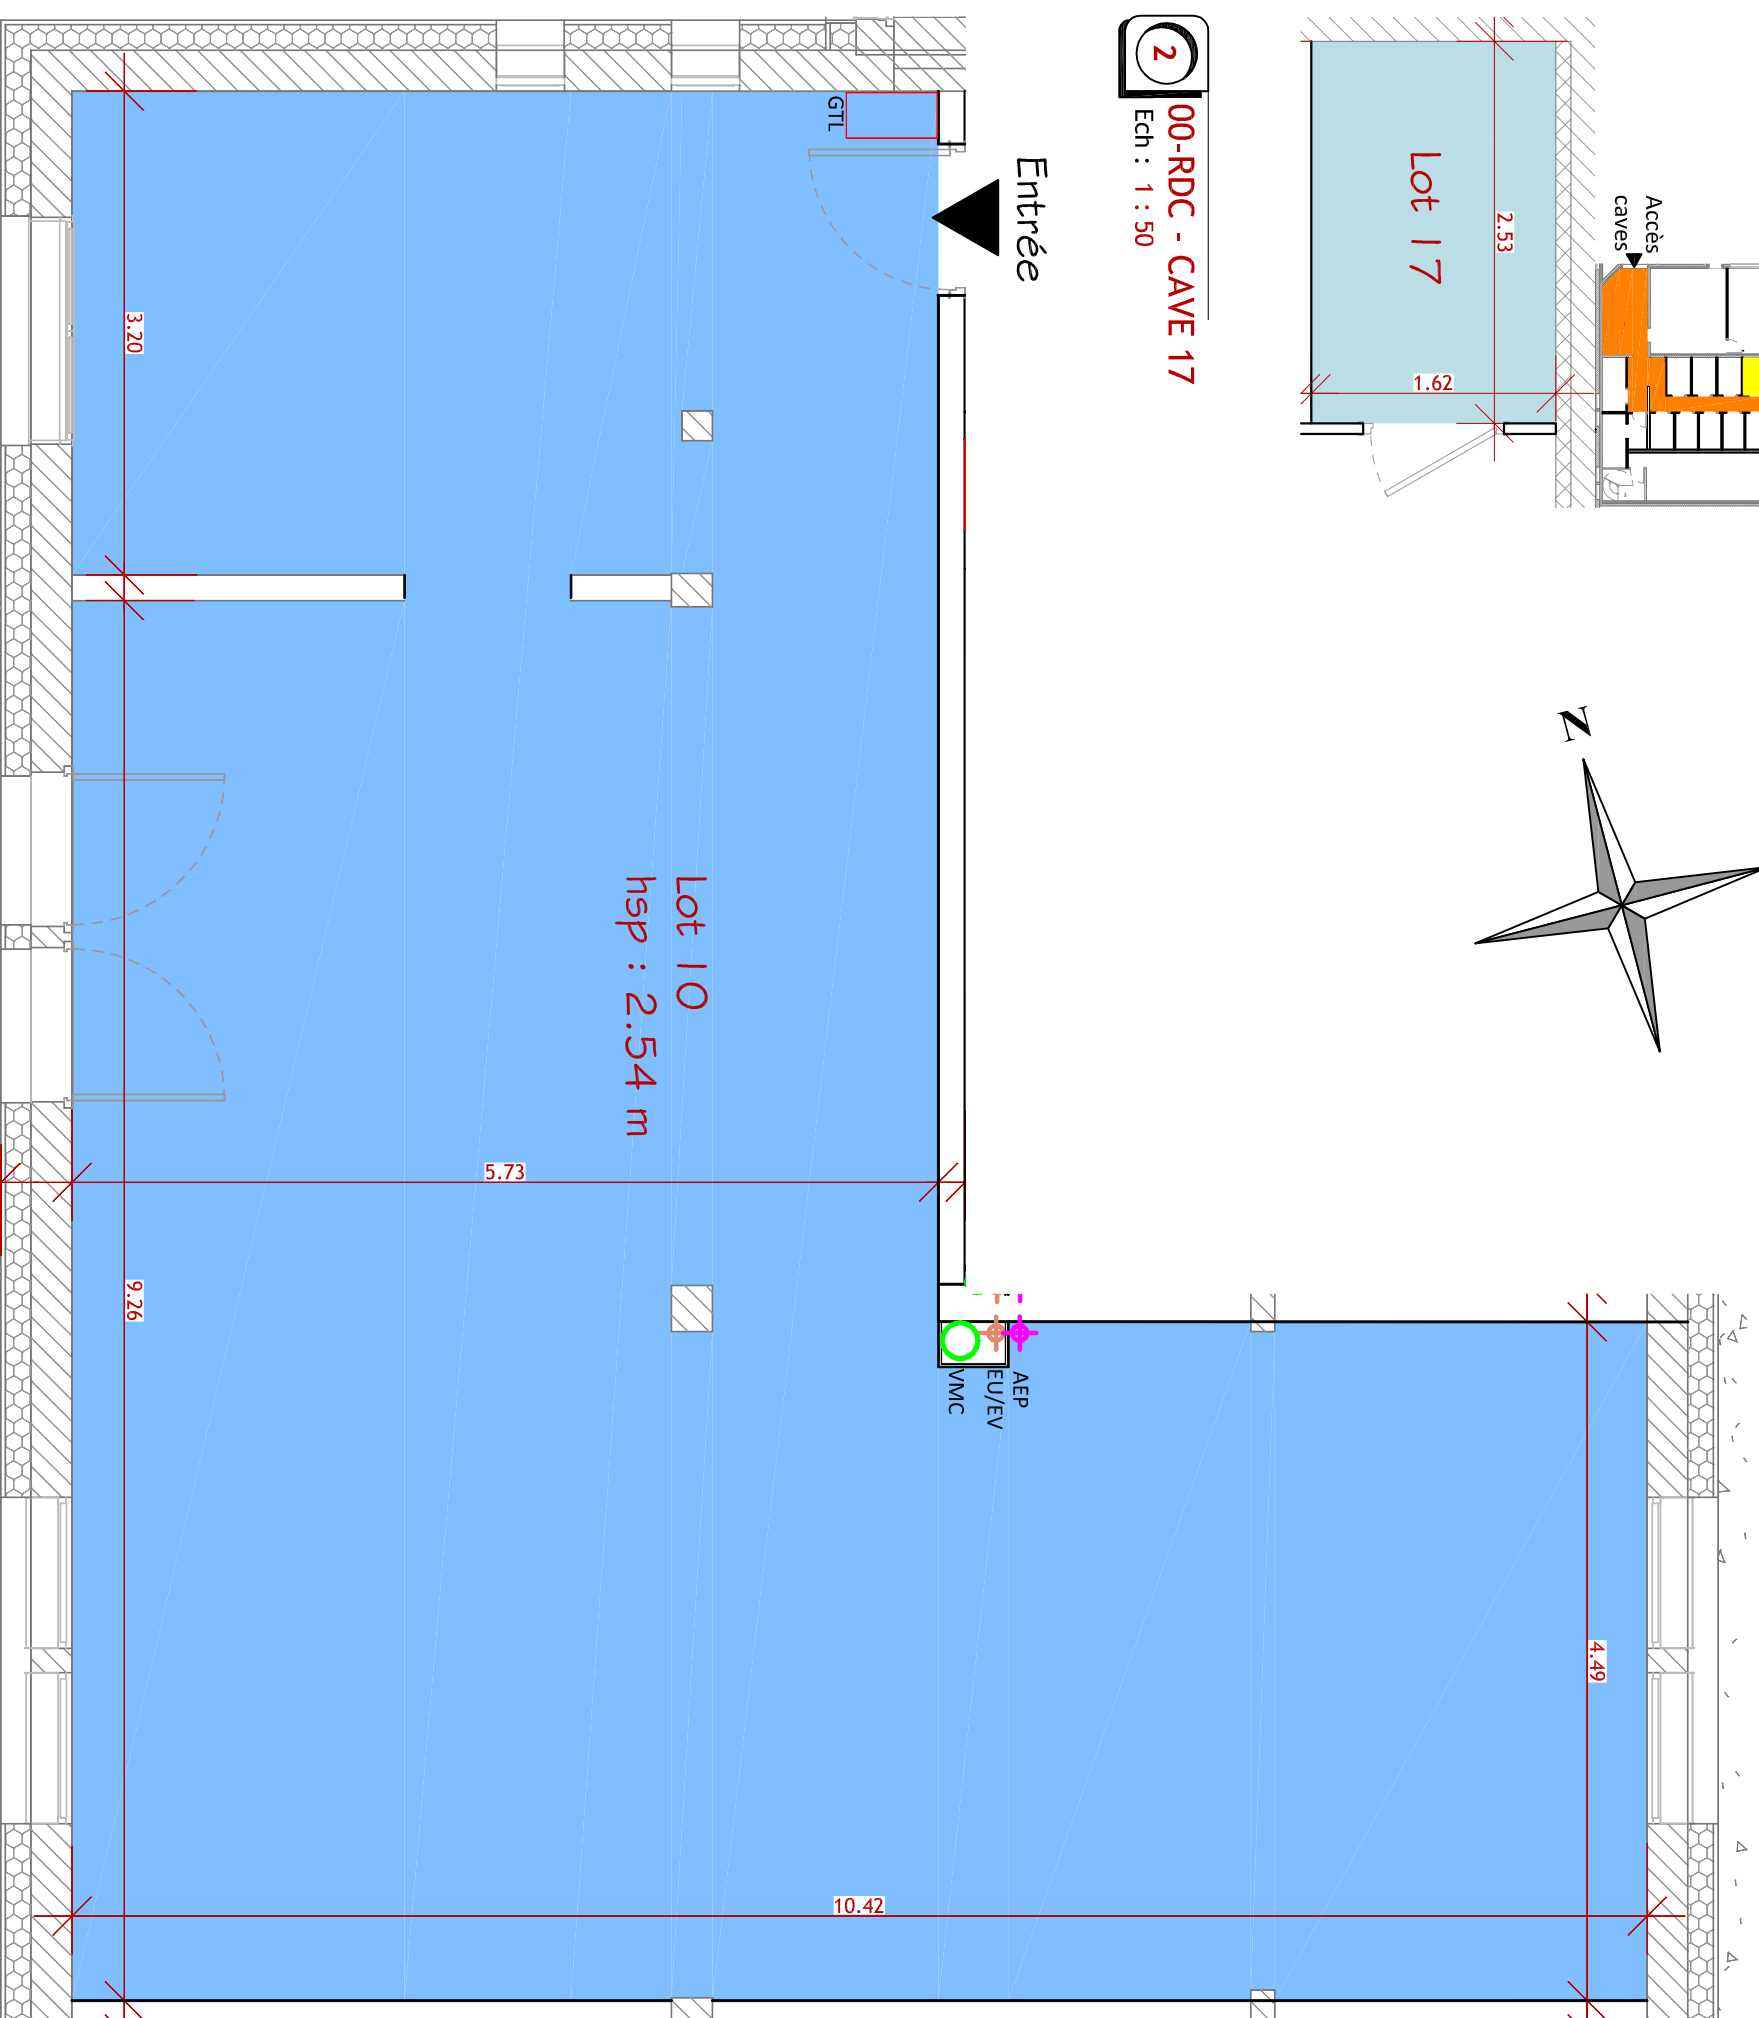 2
00-RDC - CAVE 17
Ech : 1 : 50
Lot 17
2.53
1.62
Accès
caves
N
Entrée
GTL
3.20
Lot 10
hsp : 2.54 m
5.73
9.26
AEP
EU/EV
VMC
4.49
10.42